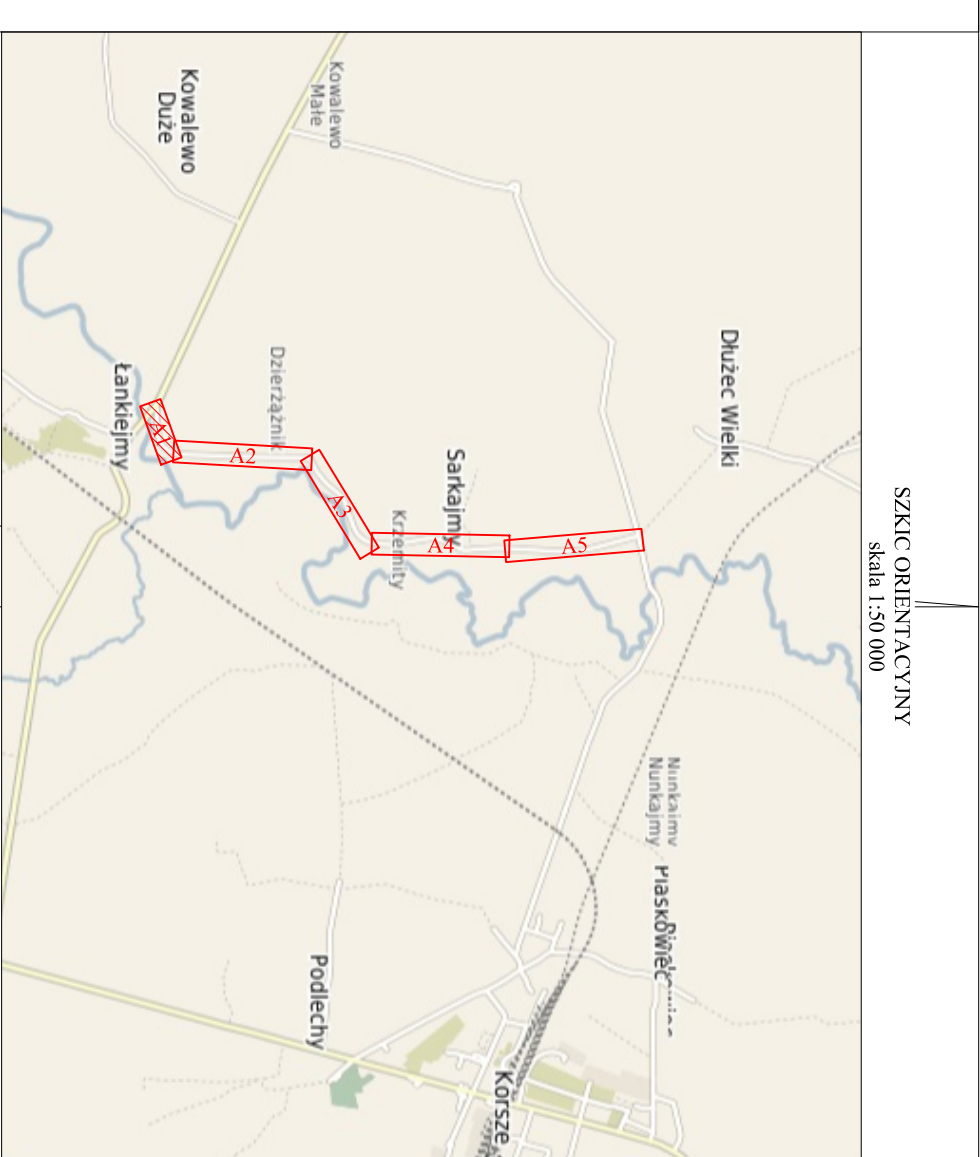 SZKIC ORIENTACYJNY
skala 1:50 000
Dłużec Wielki
Nunkajmy
Nunkajmy
Piaskowiec
Kowalewo
Małe
Kowalewo
Duże
Sarkajmy
Krzemity
Dzierżążnik
Łankiejmy
Korsze
Podlechy
A1
A2
A3
A4
A5